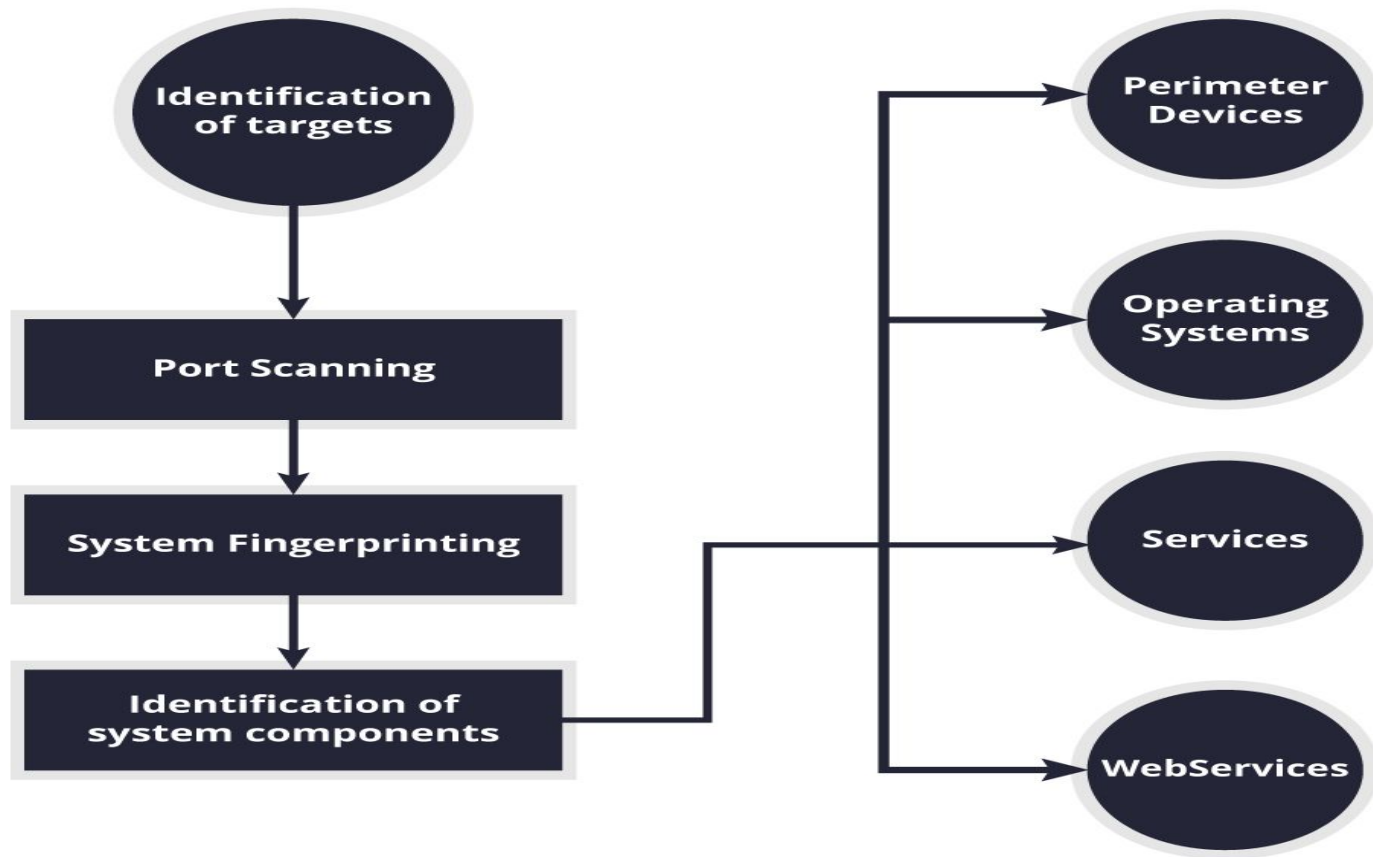 Identification
of targets
Port Scanning
System Fingerprinting
Identification of
system components
Perimeter
Devices
Operating
Systems
Services
WebServices